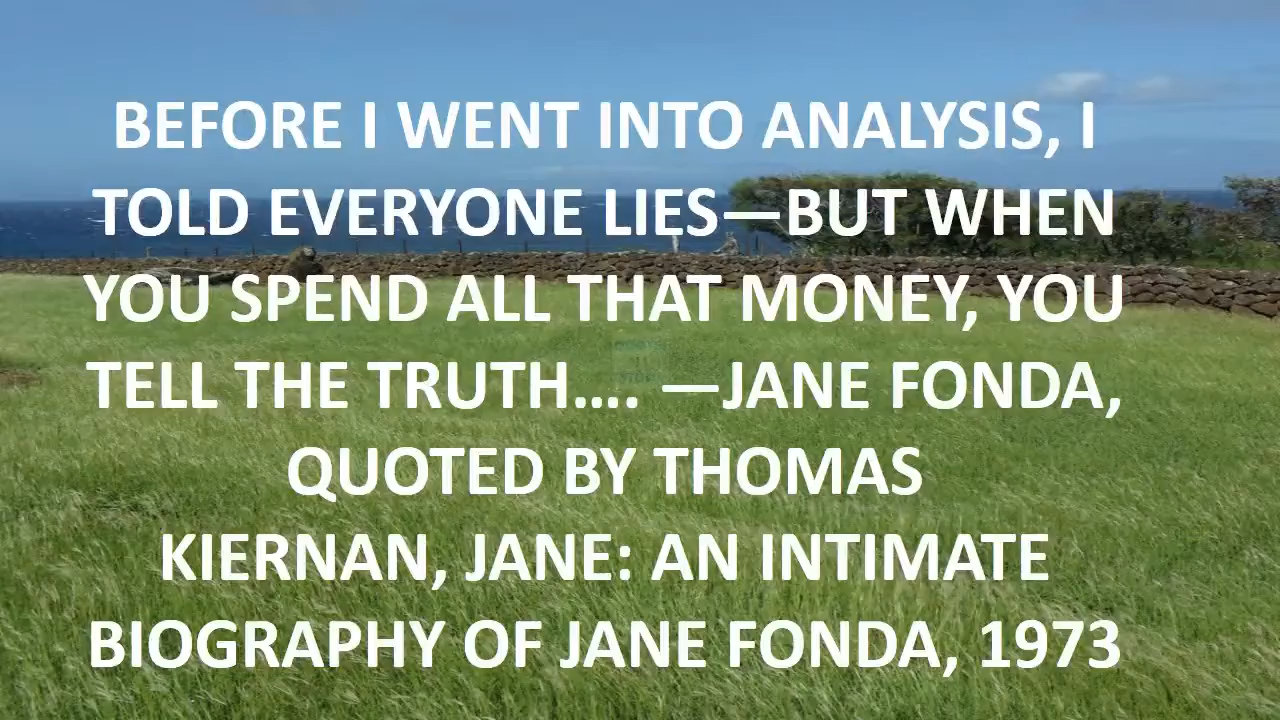 BEFORE I WENT INTO ANALYSIS, I
TOLD EVERYONE LIES—BUT WHEN
YOU SPEND ALL THAT MONEY, YOU
TELL THE TRUTH.... —JANE FONDA,
QUOTED BY THOMAS
KIERNAN, JANE: AN INTIMATE
BIOGRAPHY OF JANE FONDA, 1973